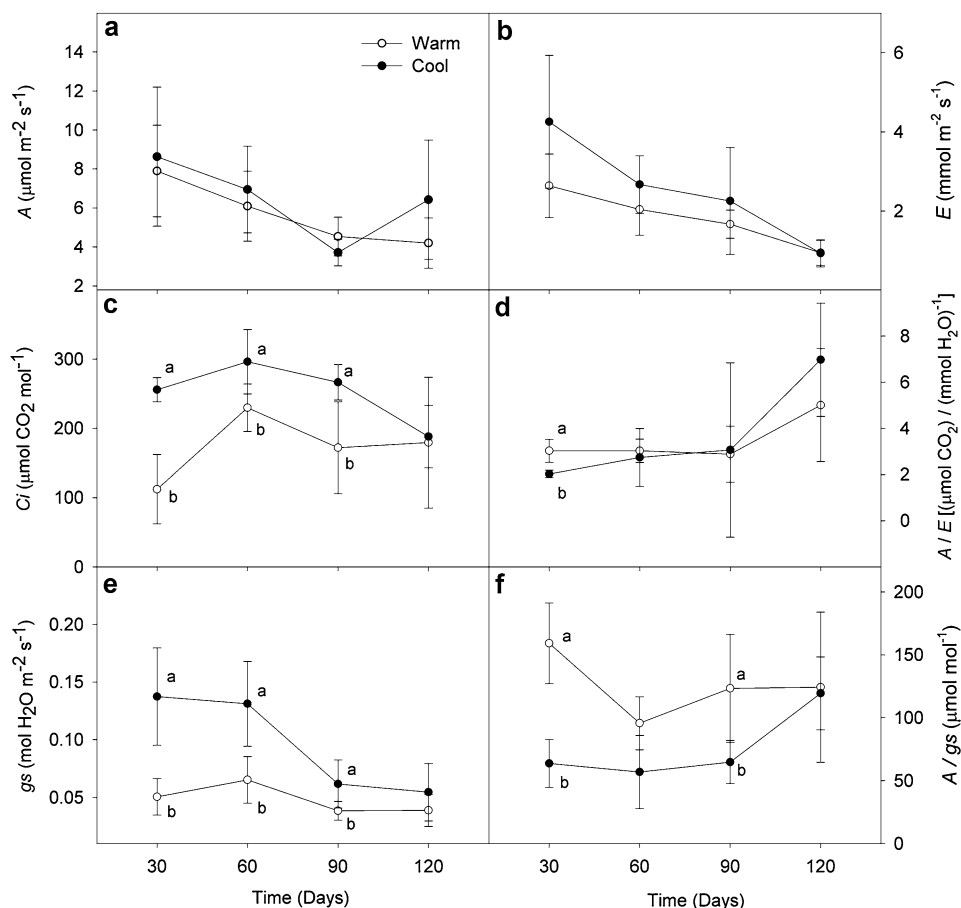 a
Warm
Cool
14
12
10
8
6
4
2
A (μmol m⁻² s⁻¹)
b
6
4
2
E (mmol m⁻² s⁻¹)
c
300
200
100
0
Ci (μmol CO₂ mol⁻¹)
a
a
a
b
b
b
d
8
6
4
2
0
A / E [(μmol CO₂) / (mmol H₂O)⁻¹]
a
b
e
0.20
0.15
0.10
0.05
gs (mol H₂O m⁻² s⁻¹)
a
a
a
b
b
b
30 60 90 120
Time (Days)
f
200
150
100
50
0
A / gs (μmol mol⁻¹)
a
a
b
b
30 60 90 120
Time (Days)